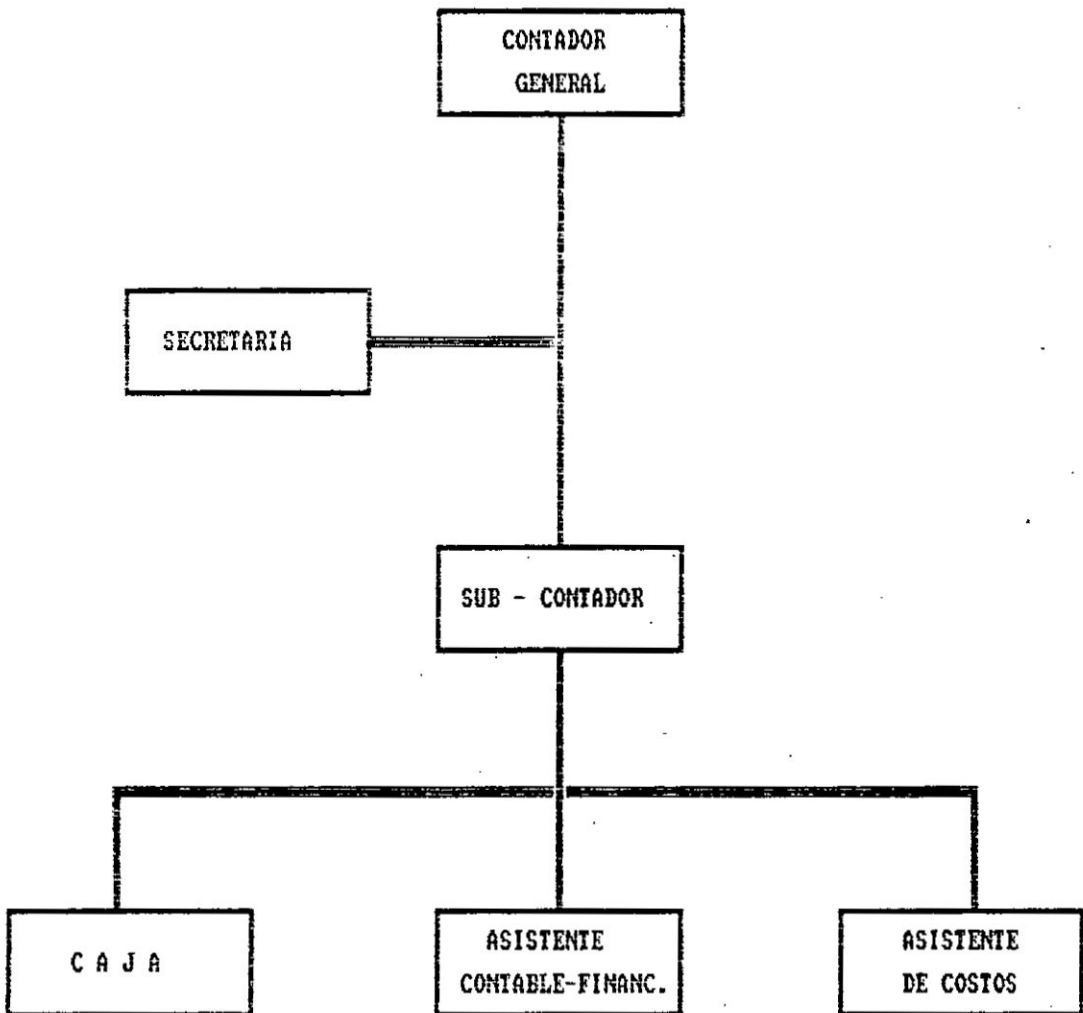 CONTADOR
GENERAL
SECRETARIA
SUB - CONTADOR
C A J A
ASISTENTE
CONTABLE-FINANC.
ASISTENTE
DE COSTOS